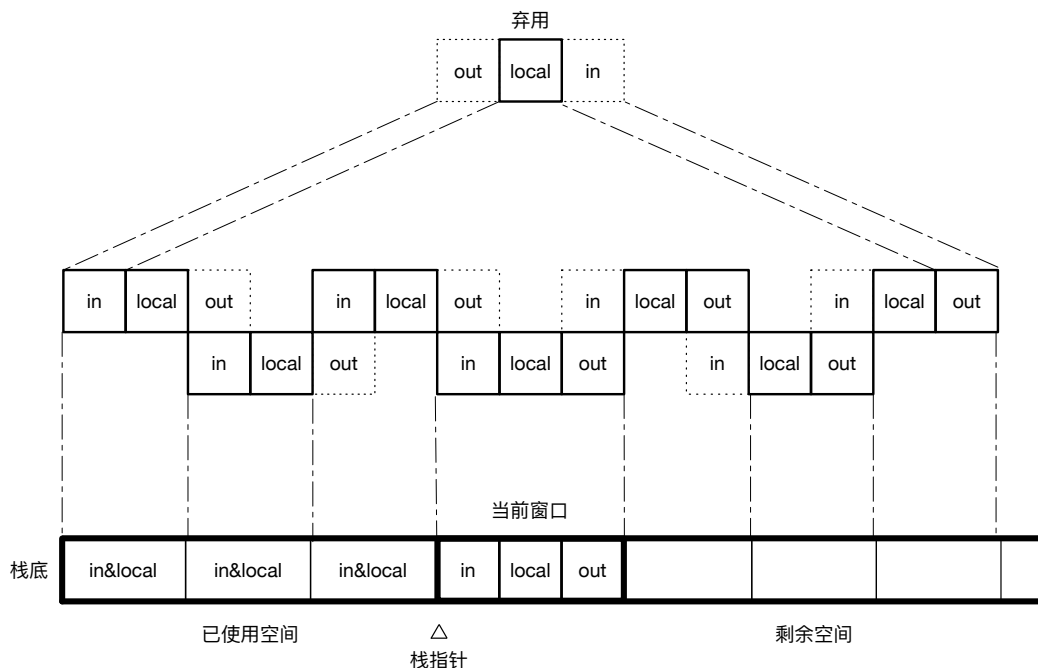 弃用
out local in
in local out in local out in local out in local out
in local out in local out in local out
当前窗口
栈底 in&local in&local in&local in local out
已使用空间 △ 剩余空间
栈指针